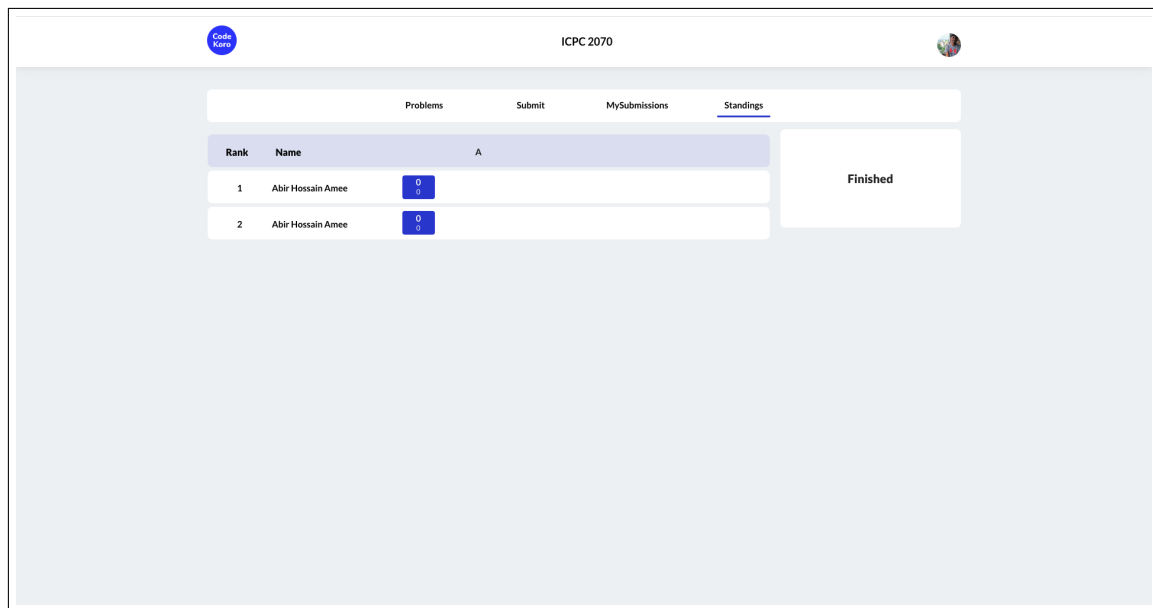 Code
Koro
ICPC 2070
Problems Submit MySubmissions Standings
Rank Name A
1 Abir Hossain Amee 0
0
2 Abir Hossain Amee 0
0
Finished